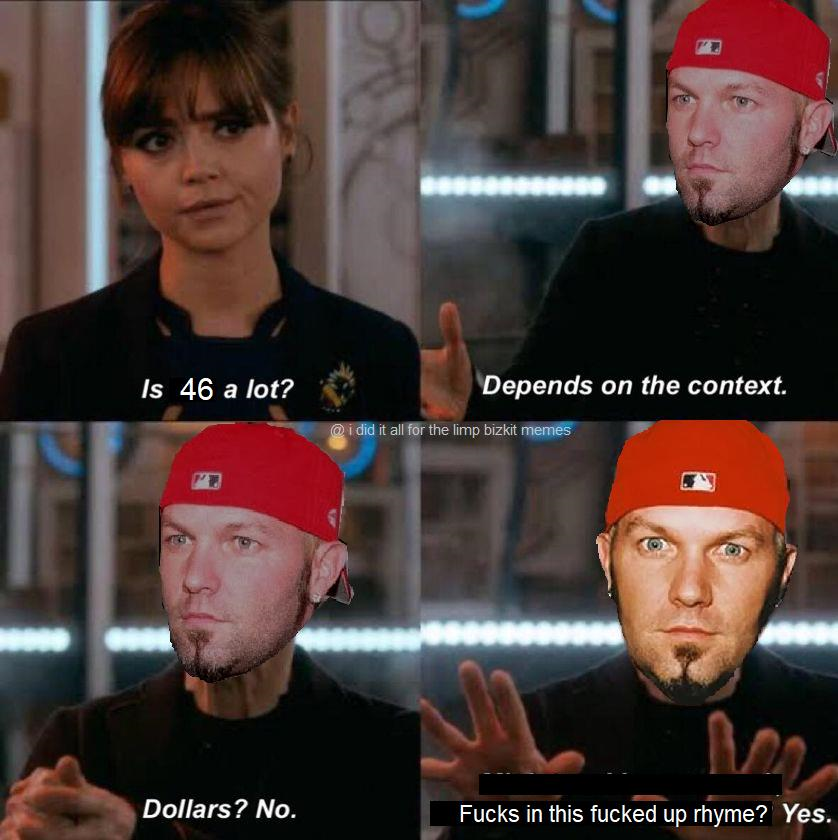 Is 46 a lot?
Depends on the context.
@ i did it all for the limp bizkit memes
Dollars? No.
Fucks in this fucked up rhyme? Yes.